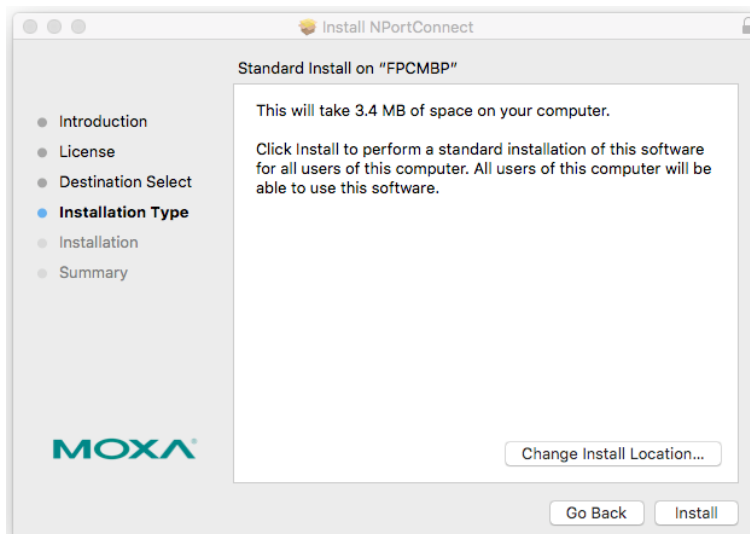 Install NPortConnect
Standard Install on “FPCMBP”
Introduction
License
Destination Select
Installation Type
Installation
Summary
This will take 3.4 MB of space on your computer.
Click Install to perform a standard installation of this software
for all users of this computer. All users of this computer will be
able to use this software.
MOXA®
Change Install Location...
Go Back
Install